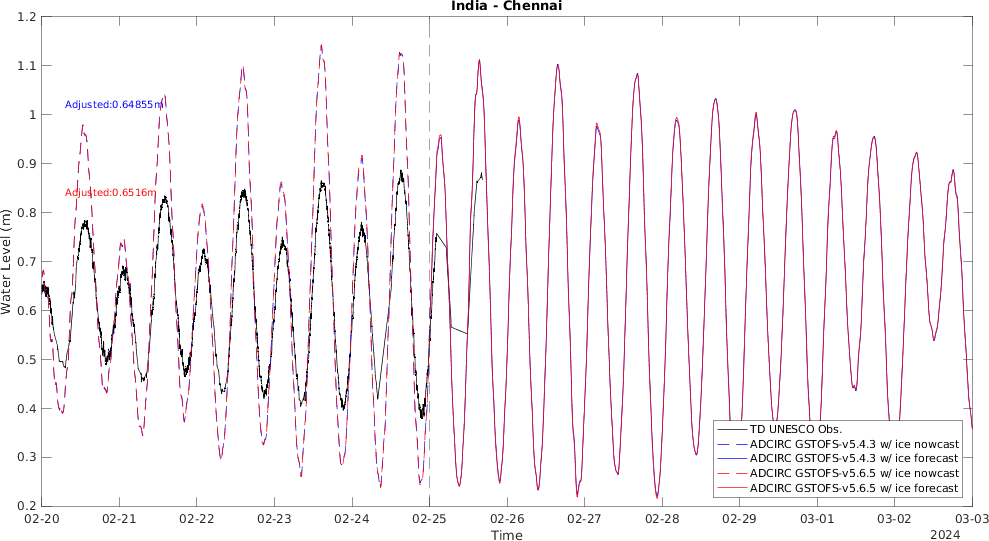 India - Chennai
1.2
1.1
1
0.9
0.8
0.7
0.6
0.5
0.4
0.3
0.2
Water Level (m)
Adjusted:0.64855m
Adjusted:0.6516m
TD UNESCO Obs.
ADCIRC GSTOFS-v5.4.3 w/ ice nowcast
ADCIRC GSTOFS-v5.4.3 w/ ice forecast
ADCIRC GSTOFS-v5.6.5 w/ ice nowcast
ADCIRC GSTOFS-v5.6.5 w/ ice forecast
02-20 02-21 02-22 02-23 02-24 02-25 02-26 02-27 02-28 02-29 03-01 03-02 03-03
Time
2024